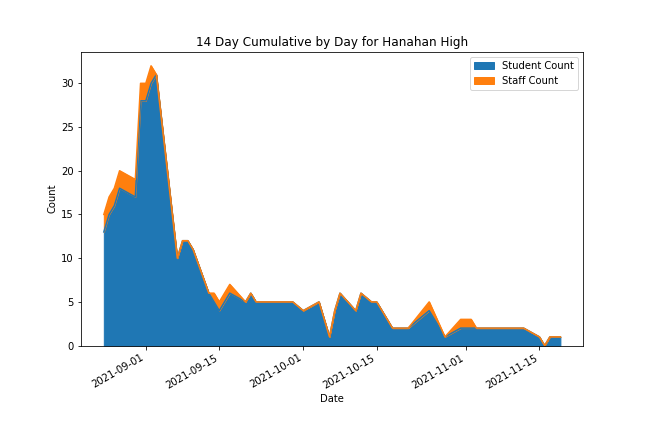 14 Day Cumulative by Day for Hanahan High
Student Count
Staff Count
Count
30
25
20
15
10
5
0
2021-09-01
2021-09-15
2021-10-01
2021-10-15
2021-11-01
2021-11-15
Date